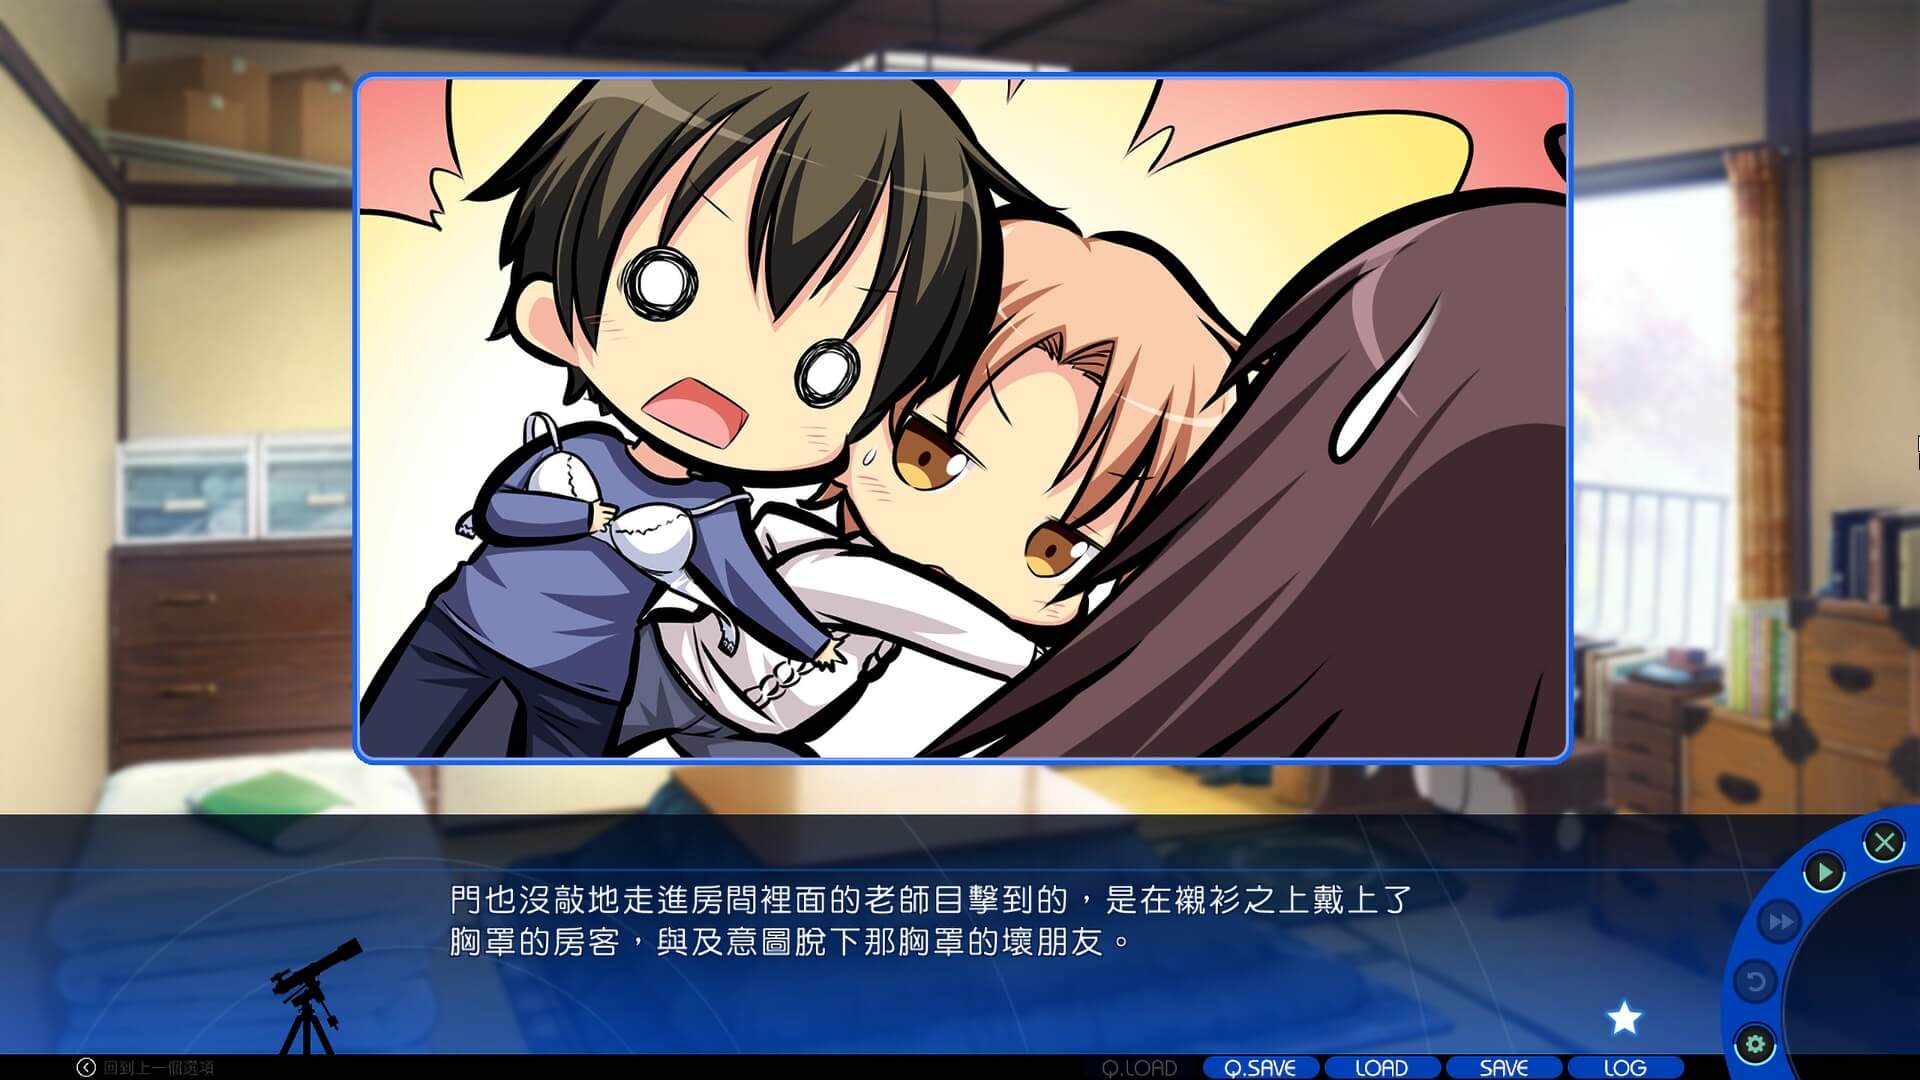 門也沒敲地走進房間裡面的老師目擊到的，是在襯衫之上戴上了
胸罩的房客，與及意圖脫下那胸罩的壞朋友。
回到上一個選項
Q.LOAD
Q.SAVE
LOAD
SAVE
LOG